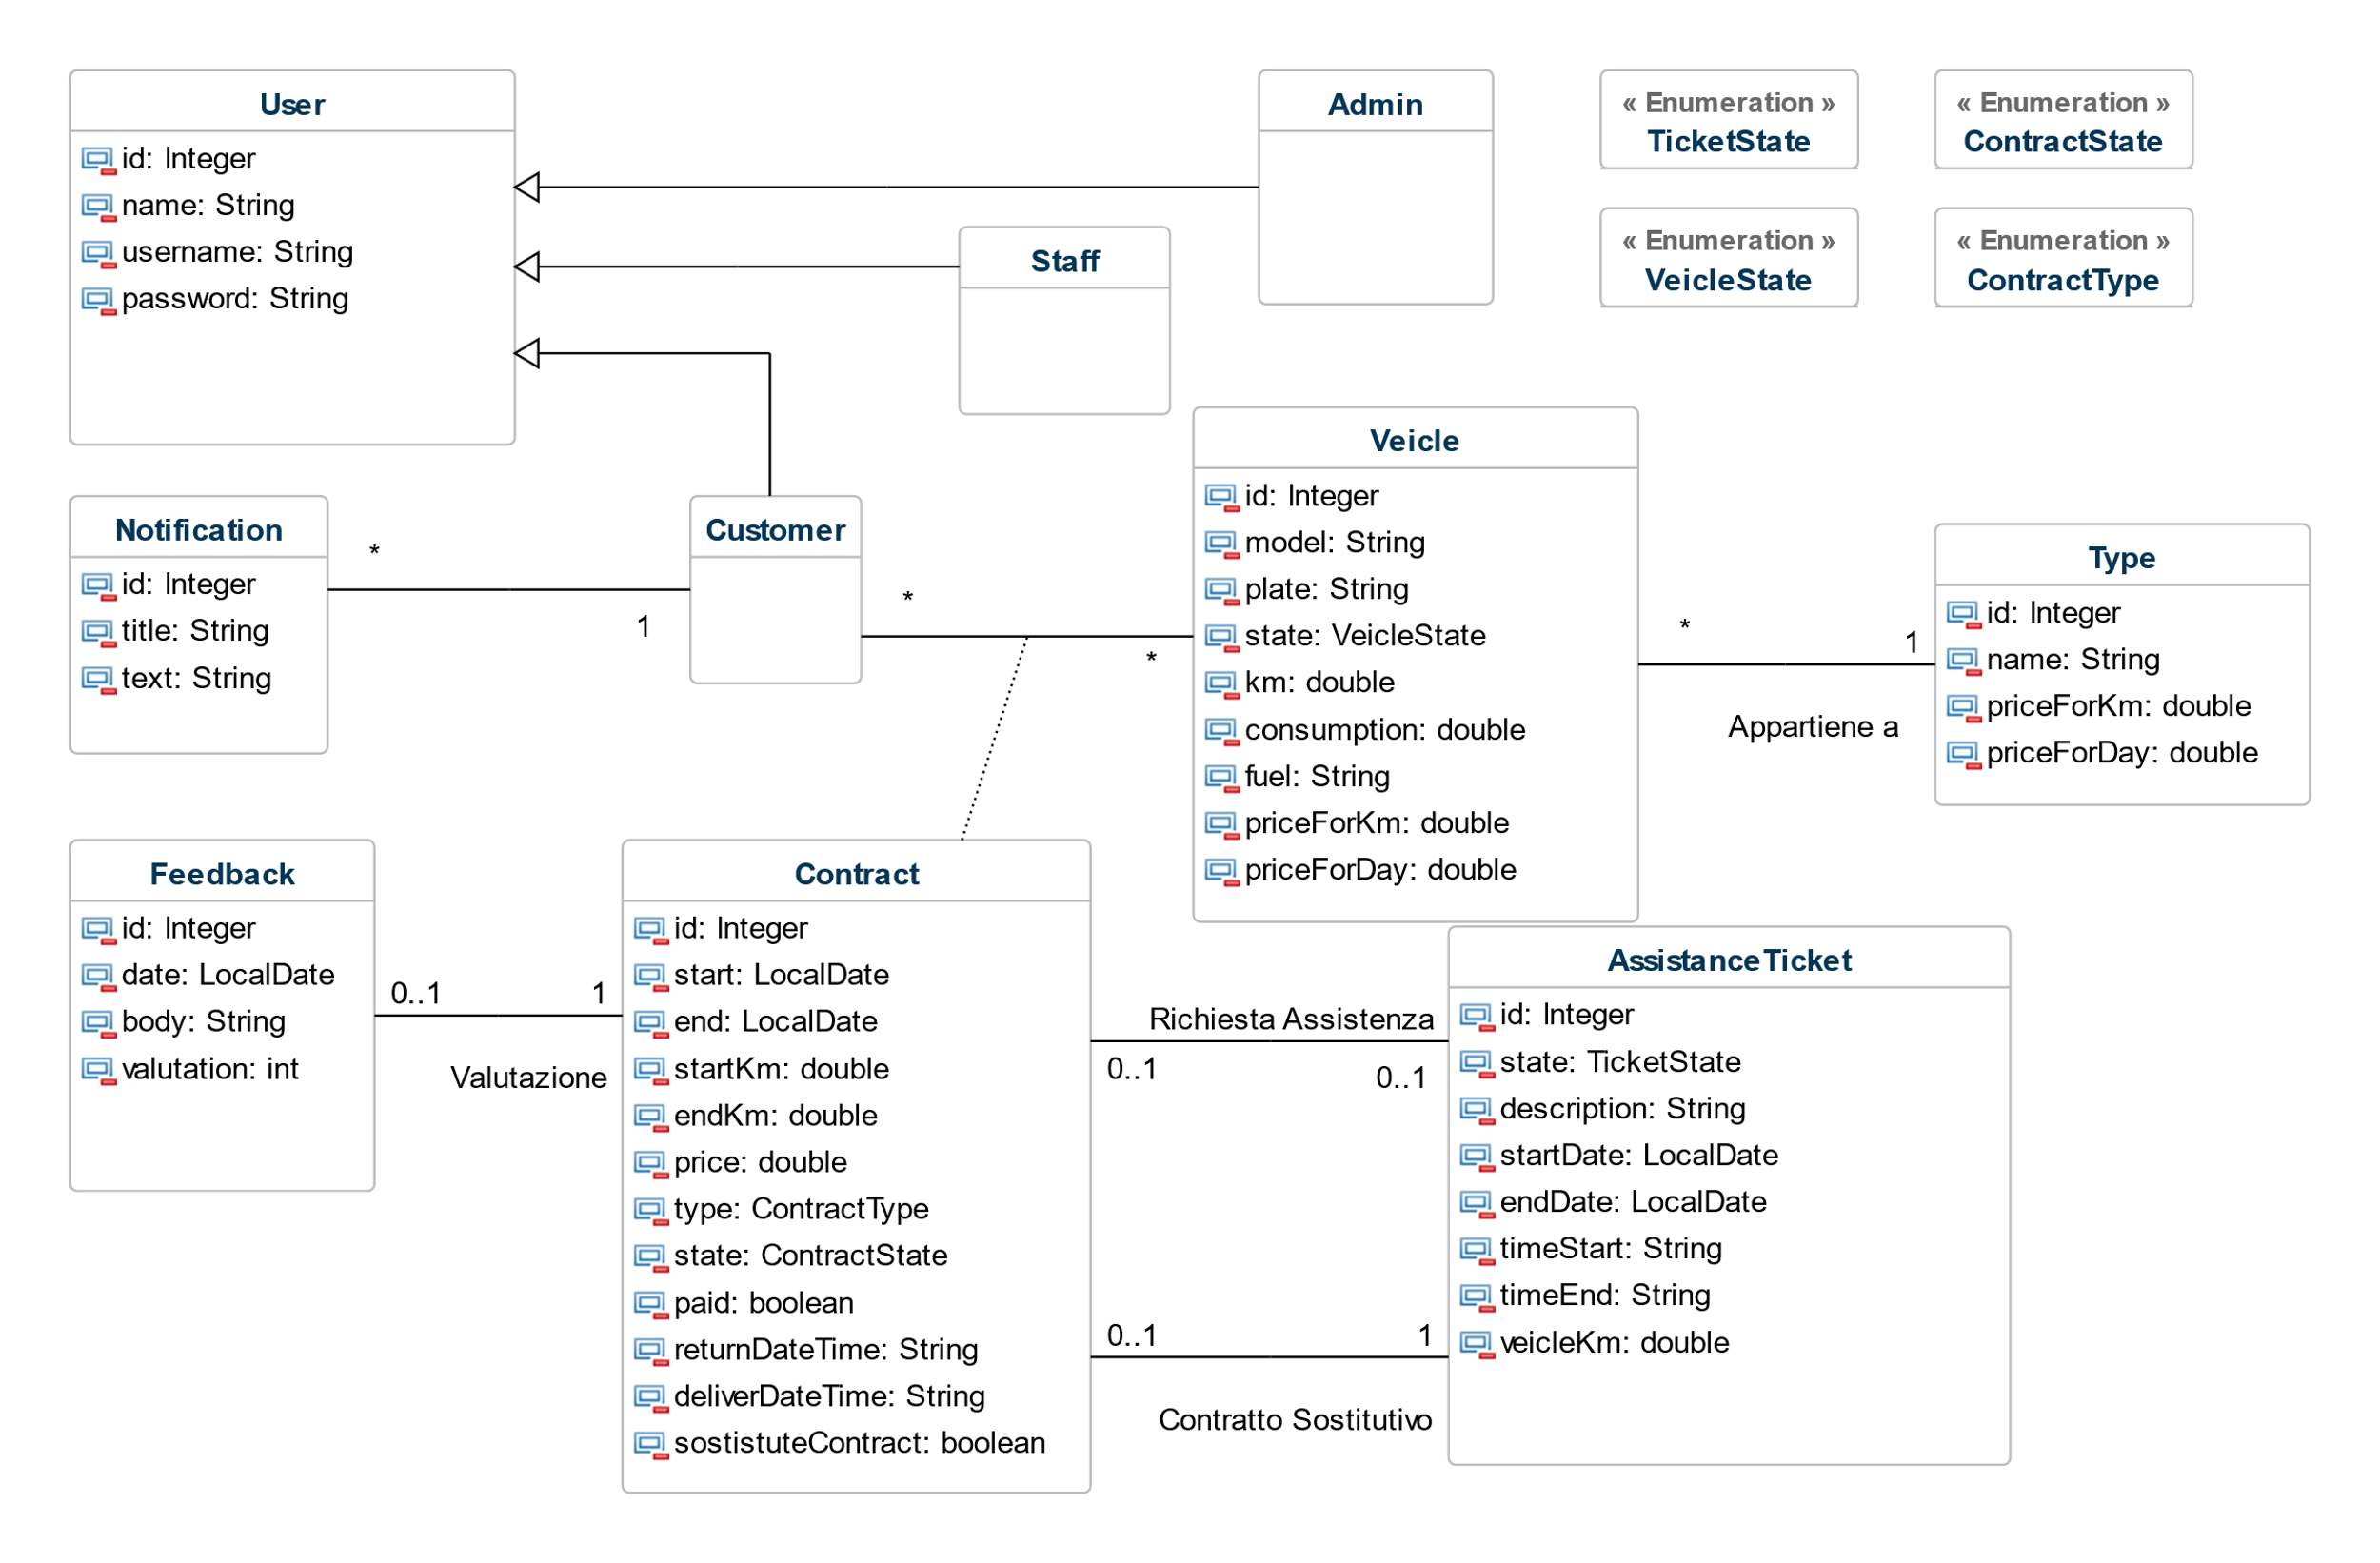 User
id: Integer
name: String
username: String
password: String
Admin
Staff
« Enumeration »
TicketState
« Enumeration »
ContractState
« Enumeration »
VeicleState
« Enumeration »
ContractType
Notification
id: Integer
title: String
text: String
*
1
Customer
*
*
Veicle
id: Integer
model: String
plate: String
state: VeicleState
km: double
consumption: double
fuel: String
priceForKm: double
priceForDay: double
*
1
Appartiene a
Type
id: Integer
name: String
priceForKm: double
priceForDay: double
Feedback
id: Integer
date: LocalDate
body: String
valutation: int
0..1
1
Valutazione
Contract
id: Integer
start: LocalDate
end: LocalDate
startKm: double
endKm: double
price: double
type: ContractType
state: ContractState
paid: boolean
returnDateTime: String
deliverDateTime: String
sostistuteContract: boolean
Richiesta Assistenza
0..1
0..1
0..1
1
Contratto Sostitutivo
AssistanceTicket
id: Integer
state: TicketState
description: String
startDate: LocalDate
endDate: LocalDate
timeStart: String
timeEnd: String
veicleKm: double